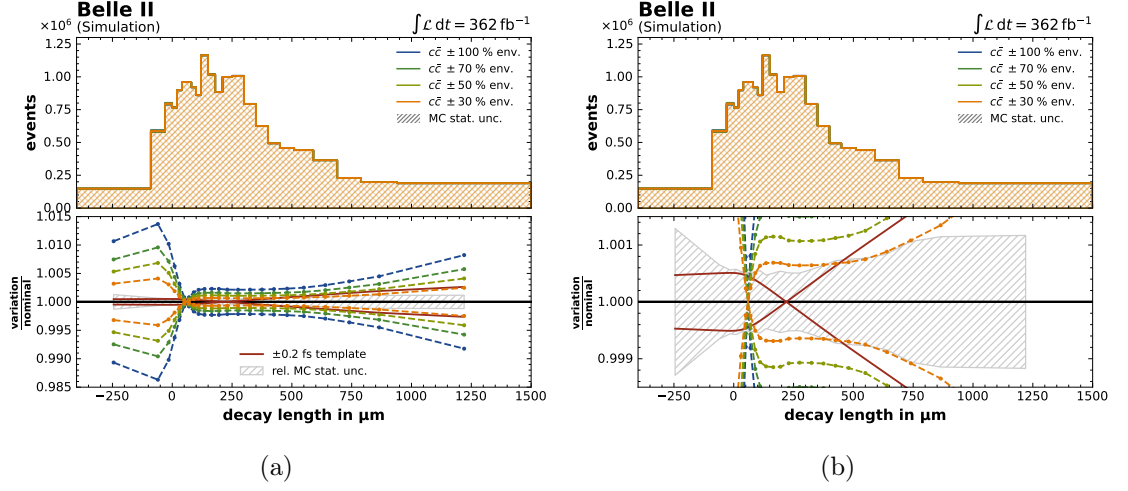 Belle II
(Simulation)
∫ℒ dt = 362 fb⁻¹
×10⁶
1.25
1.00
0.75
0.50
0.25
0.00
events
cc̄ ±100 % env.
cc̄ ±70 % env.
cc̄ ±50 % env.
cc̄ ±30 % env.
MC stat. unc.
1.015
1.010
1.005
1.000
0.995
0.990
0.985
variation
nominal
±0.2 fs template
rel. MC stat. unc.
−250 0 250 500 750 1000 1250 1500
decay length in μm
(a)
Belle II
(Simulation)
∫ℒ dt = 362 fb⁻¹
×10⁶
1.25
1.00
0.75
0.50
0.25
0.00
events
cc̄ ±100 % env.
cc̄ ±70 % env.
cc̄ ±50 % env.
cc̄ ±30 % env.
MC stat. unc.
1.001
1.000
0.999
variation
nominal
−250 0 250 500 750 1000 1250 1500
decay length in μm
(b)